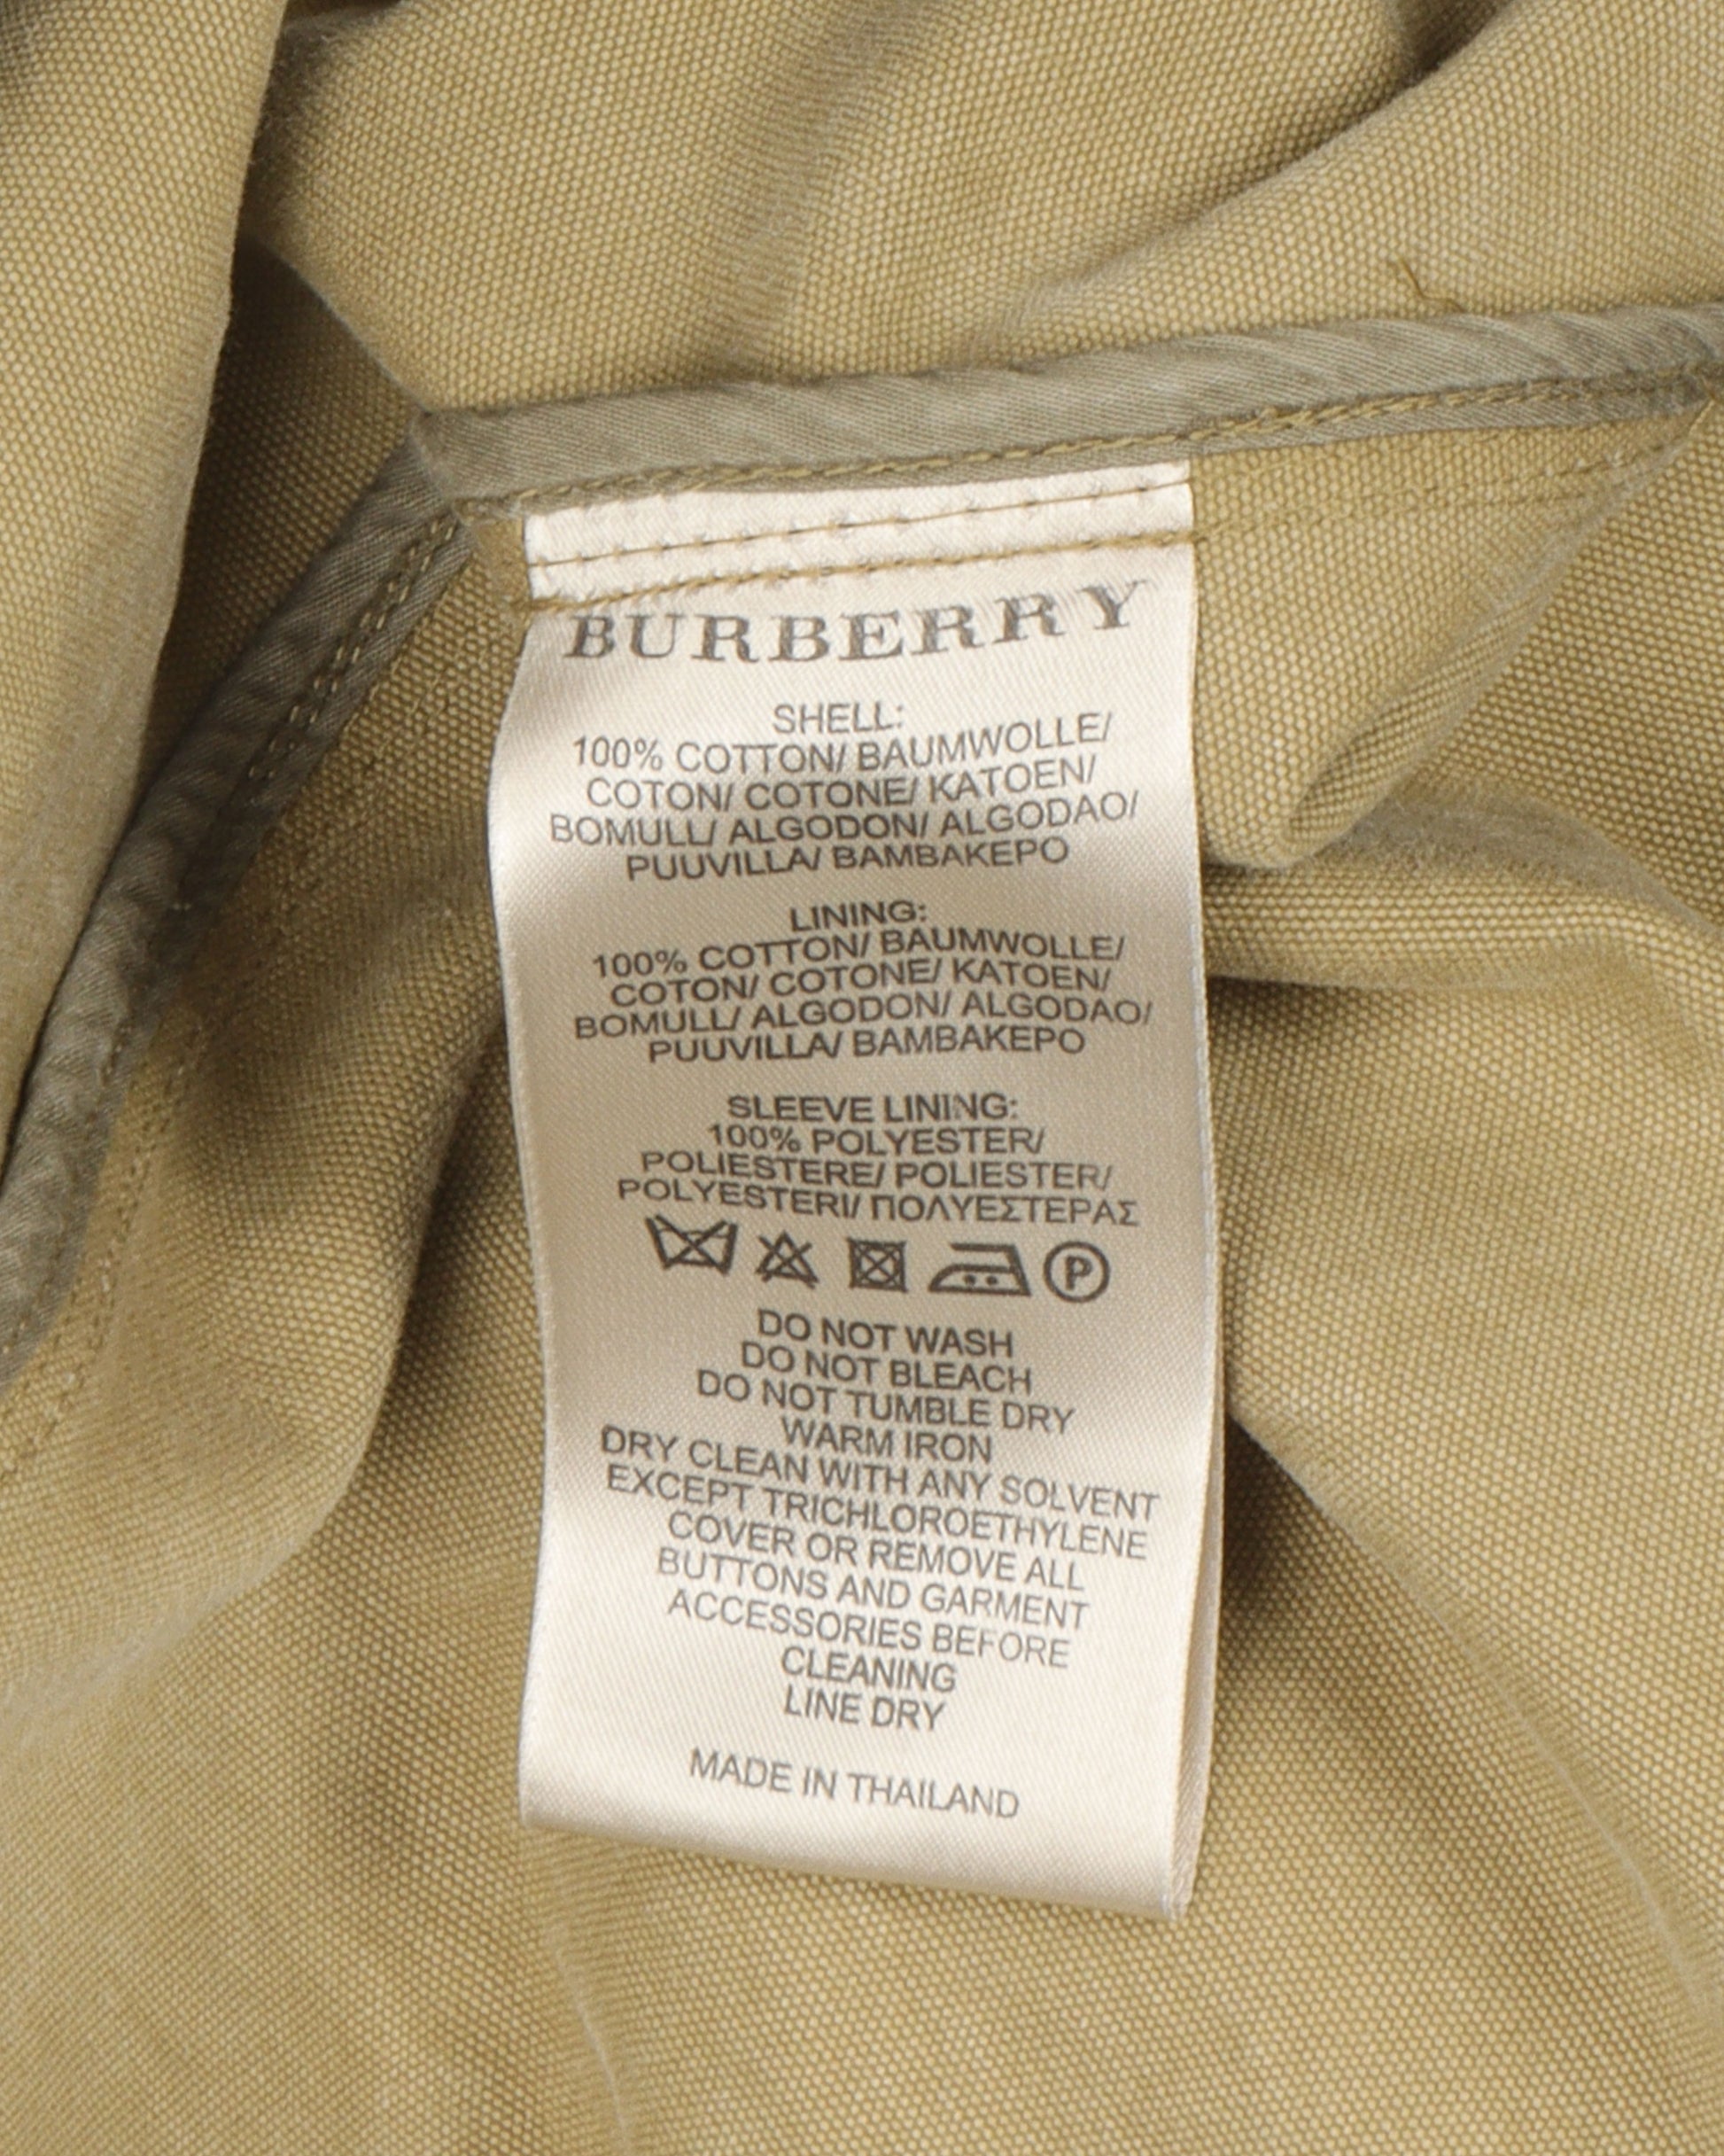 BURBERRY
SHELL:
100% COTTON/ BAUMWOLLE/
COTON/ COTONE/ KATOEN/
BOMULL/ ALGODON/ ALGODAO/
PUUVILLA/ BAMBAKEPO
LINING:
100% COTTON/ BAUMWOLLE/
COTON/ COTONE/ KATOEN/
BOMULL/ ALGODON/ ALGODAO/
PUUVILLA/ BAMBAKEPO
SLEEVE LINING:
100% POLYESTER/
POLIESTERE/ POLIESTER/
POLYESTERI/ ΠΟΛΥΕΣΤΕΡΑΣ
P
DO NOT WASH
DO NOT BLEACH
DO NOT TUMBLE DRY
WARM IRON
DRY CLEAN WITH ANY SOLVENT
EXCEPT TRICHLOROETHYLENE
COVER OR REMOVE ALL
BUTTONS AND GARMENT
ACCESSORIES BEFORE
CLEANING
LINE DRY
MADE IN THAILAND